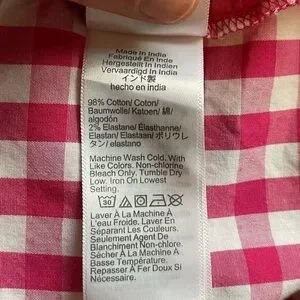 Made In India
Fabriqué En Inde
Hergestellt In Indien
Vervaardigd In India
インド製
hecho en india
98% Cotton/ Coton/
Baumwolle/ Katoen/ 綿/
algodón
2% Elastane/ Élasthanne/
Elastan/ Elastaan/ ポリウレ
タン/ elastano
Machine Wash Cold. With
Like Colors. Non-chlorine
Bleach Only. Tumble Dry
Low. Iron On Lowest
Setting.
30
Laver À La Machine À
L'eau Froide. Laver En
Séparant Les Couleurs.
Seulement Agent De
Blanchiment Non-chlore.
Sécher À La Machine À
Basse Température.
Repasser À Fer Doux Si
Nécessaire.